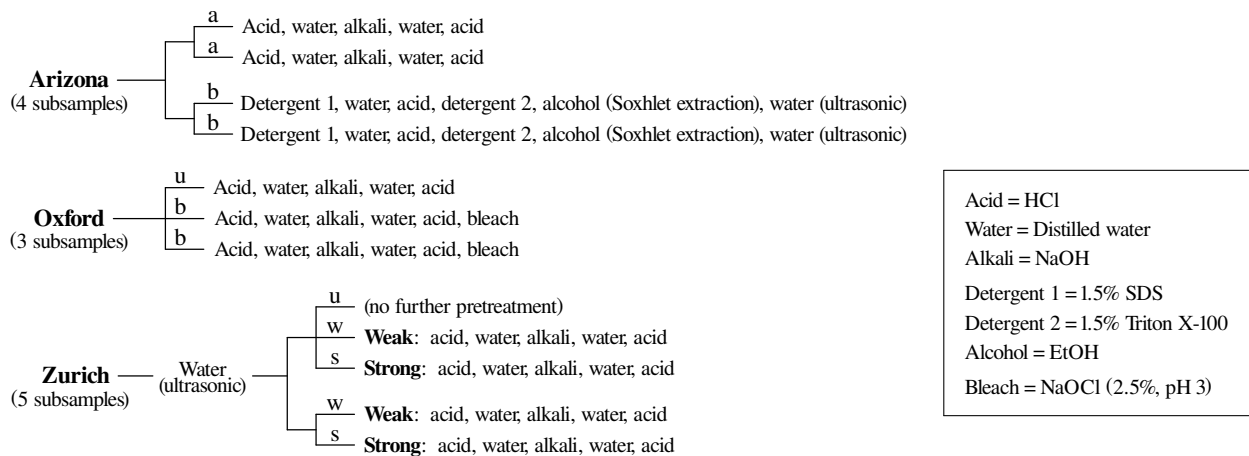 a
Acid, water, alkali, water, acid
a
Acid, water, alkali, water, acid
Arizona
(4 subsamples)
b
Detergent 1, water, acid, detergent 2, alcohol (Soxhlet extraction), water (ultrasonic)
b
Detergent 1, water, acid, detergent 2, alcohol (Soxhlet extraction), water (ultrasonic)
u
Acid, water, alkali, water, acid
Oxford
(3 subsamples)
b
Acid, water, alkali, water, acid, bleach
b
Acid, water, alkali, water, acid, bleach
Zurich
(5 subsamples)
Water
(ultrasonic)
u
(no further pretreatment)
w
Weak: acid, water, alkali, water, acid
s
Strong: acid, water, alkali, water, acid
w
Weak: acid, water, alkali, water, acid
s
Strong: acid, water, alkali, water, acid
Acid = HCl
Water = Distilled water
Alkali = NaOH
Detergent 1 = 1.5% SDS
Detergent 2 = 1.5% Triton X-100
Alcohol = EtOH
Bleach = NaOCl (2.5%, pH 3)